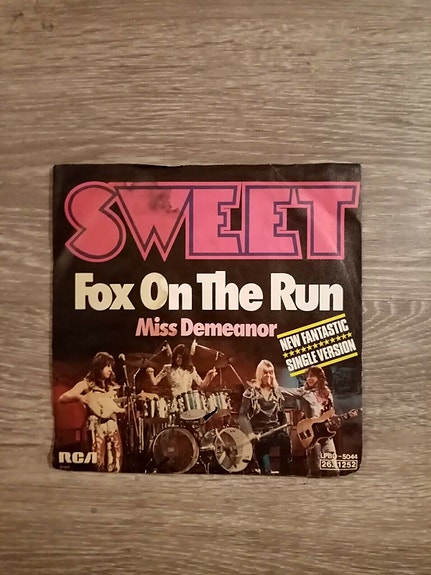 SWEET
Fox On The Run
Miss Demeanor
NEW FANTASTIC
SINGLE VERSION
RCA
LPBO-5044
26.11252